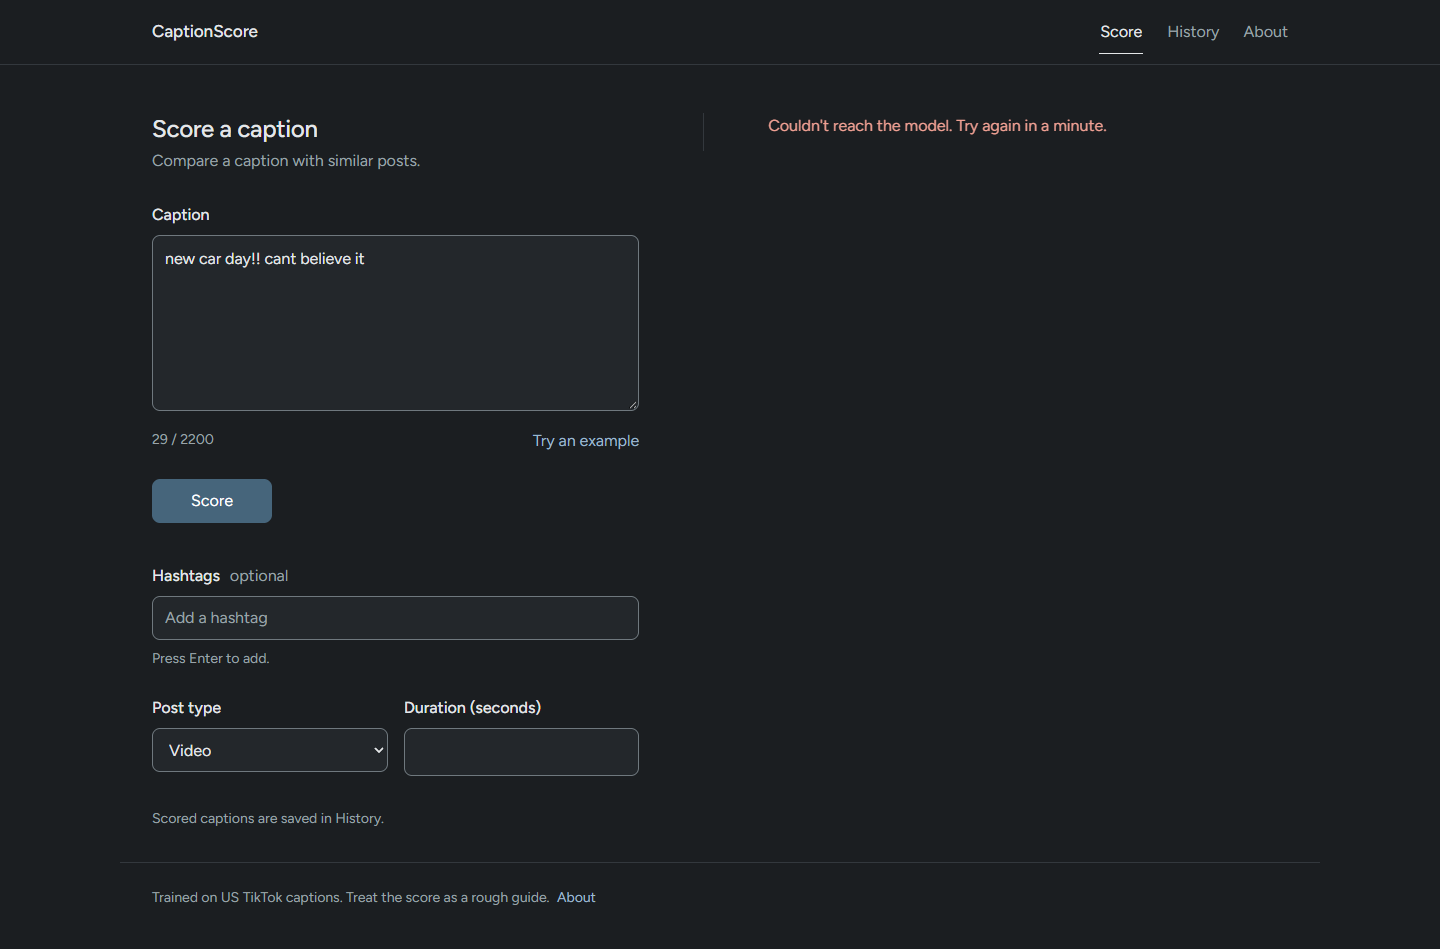 CaptionScore
Score
History
About
Score a caption
Compare a caption with similar posts.
Caption
new car day!! cant believe it
29 / 2200
Try an example
Score
Hashtags optional
Add a hashtag
Press Enter to add.
Post type
Duration (seconds)
Video
Scored captions are saved in History.
Couldn't reach the model. Try again in a minute.
Trained on US TikTok captions. Treat the score as a rough guide. About